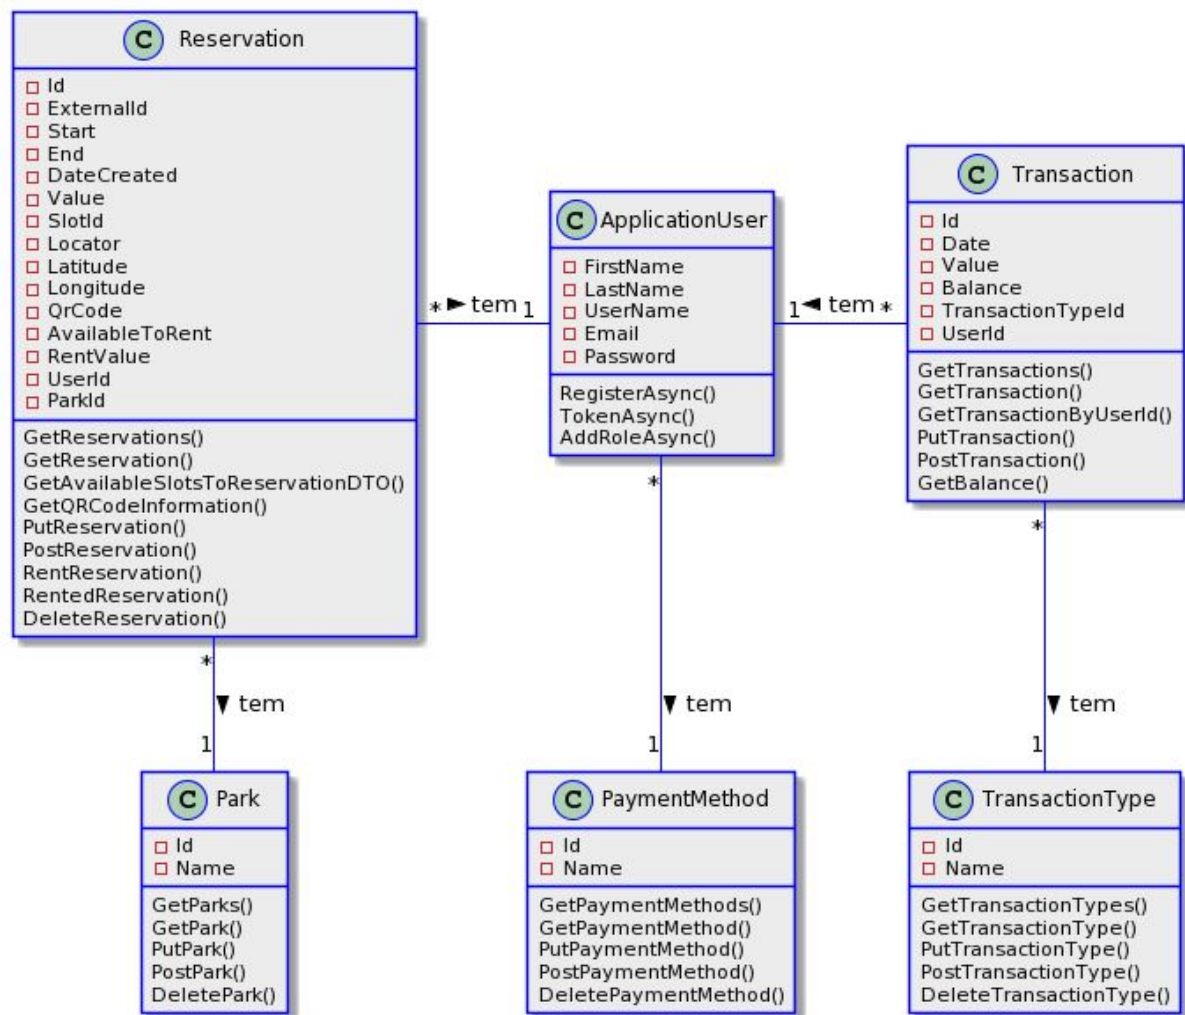 C Reservation
Id
ExternalId
Start
End
DateCreated
Value
SlotId
Locator
Latitude
Longitude
QrCode
AvailableToRent
RentValue
UserId
ParkId
GetReservations()
GetReservation()
GetAvailableSlotsToReservationDTO()
GetQRCodeInformation()
PutReservation()
PostReservation()
RentReservation()
RentedReservation()
DeleteReservation()
* ► tem 1
C ApplicationUser
FirstName
LastName
UserName
Email
Password
RegisterAsync()
TokenAsync()
AddRoleAsync()
1 ◄ tem *
C Transaction
Id
Date
Value
Balance
TransactionTypeId
UserId
GetTransactions()
GetTransaction()
GetTransactionByUserId()
PutTransaction()
PostTransaction()
GetBalance()
*
▼ tem
1
*
▼ tem
1
*
▼ tem
1
C Park
Id
Name
GetParks()
GetPark()
PutPark()
PostPark()
DeletePark()
C PaymentMethod
Id
Name
GetPaymentMethods()
GetPaymentMethod()
PutPaymentMethod()
PostPaymentMethod()
DeletePaymentMethod()
C TransactionType
Id
Name
GetTransactionTypes()
GetTransactionType()
PutTransactionType()
PostTransactionType()
DeleteTransactionType()